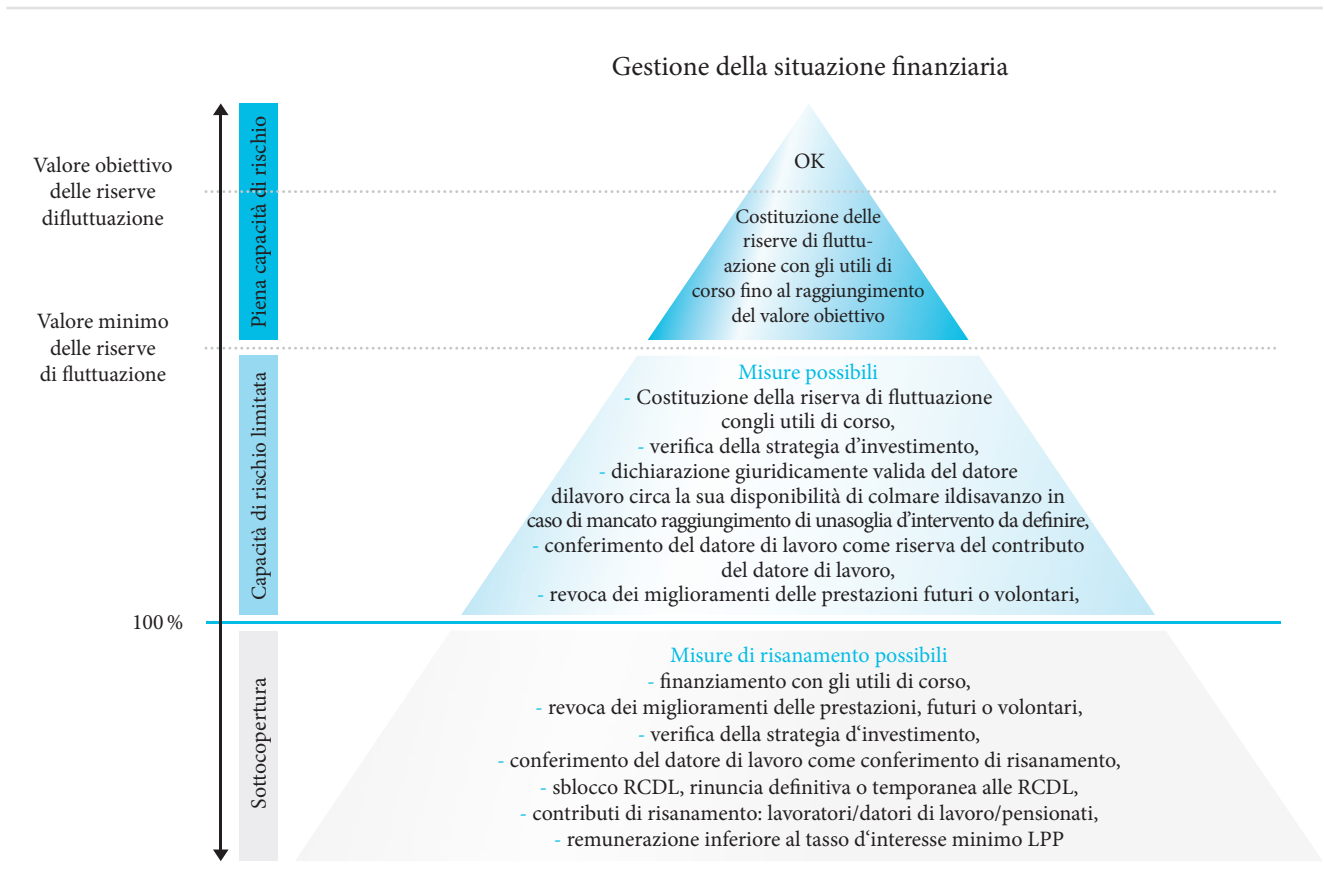 Gestione della situazione finanziaria
Valore obiettivo
delle riserve
difluttuazione
Piena capacità di rischio
OK
Costituzione delle
riserve di fluttu-
azione con gli utili di
corso fino al raggiungimento
del valore obiettivo
Valore minimo
delle riserve
di fluttuazione
Capacità di rischio limitata
Misure possibili
- Costituzione della riserva di fluttuazione
congli utili di corso,
- verifica della strategia d’investimento,
- dichiarazione giuridicamente valida del datore
dilavoro circa la sua disponibilità di colmare ildisavanzo in
caso di mancato raggiungimento di unasoglia d’intervento da definire,
- conferimento del datore di lavoro come riserva del contributo
del datore di lavoro,
- revoca dei miglioramenti delle prestazioni futuri o volontari,
100 %
Sottocopertura
Misure di risanamento possibili
- finanziamento con gli utili di corso,
- revoca dei miglioramenti delle prestazioni, futuri o volontari,
- verifica della strategia d‘investimento,
- conferimento del datore di lavoro come conferimento di risanamento,
- sblocco RCDL, rinuncia definitiva o temporanea alle RCDL,
- contributi di risanamento: lavoratori/datori di lavoro/pensionati,
- remunerazione inferiore al tasso d‘interesse minimo LPP